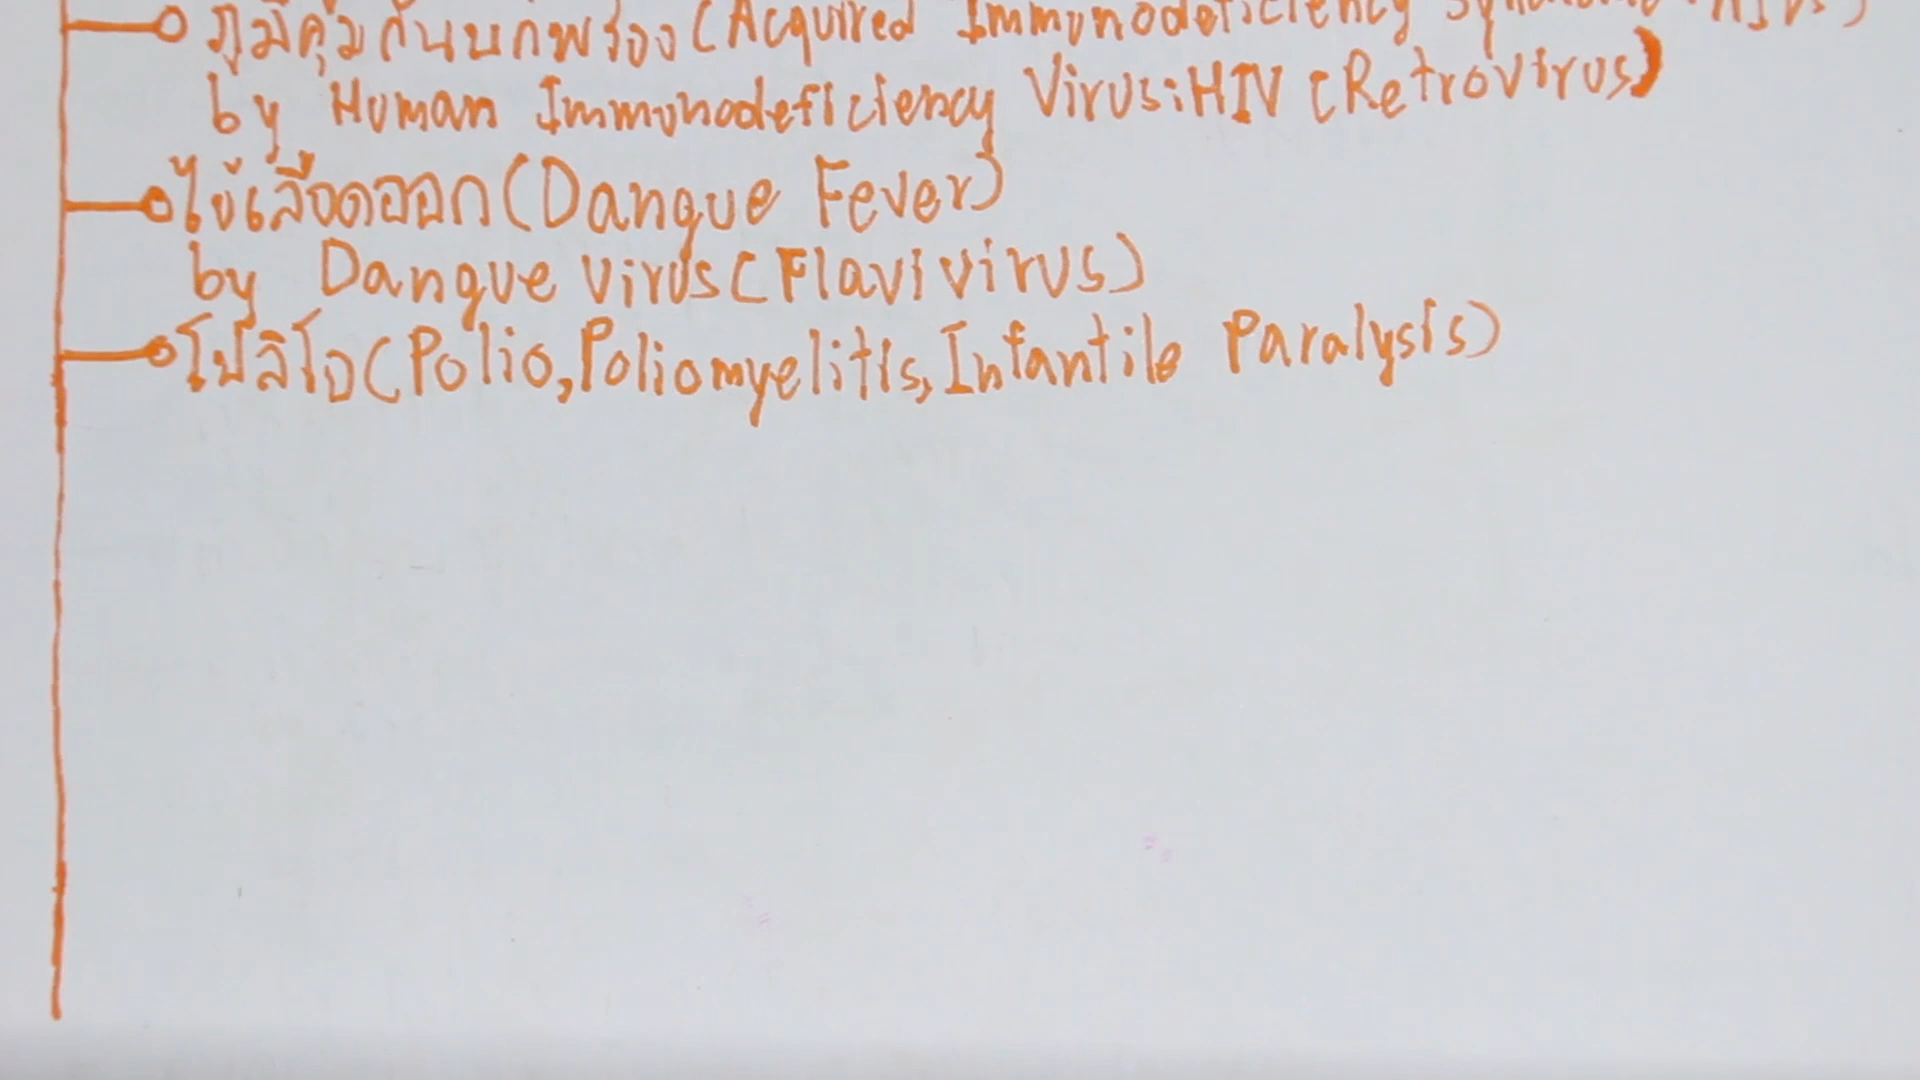 ภูมิคุ้มกันบกพร่อง(Acquired Immunodeficiency Syndrome:AIDS)
by Human Immunodeficiency Virus:HIV (Retrovirus)
ไข้เลือดออก(Dangue Fever)
by Dangue virus(Flavivirus)
โปลิโอ(Polio,Poliomyelitis,Infantile Paralysis)